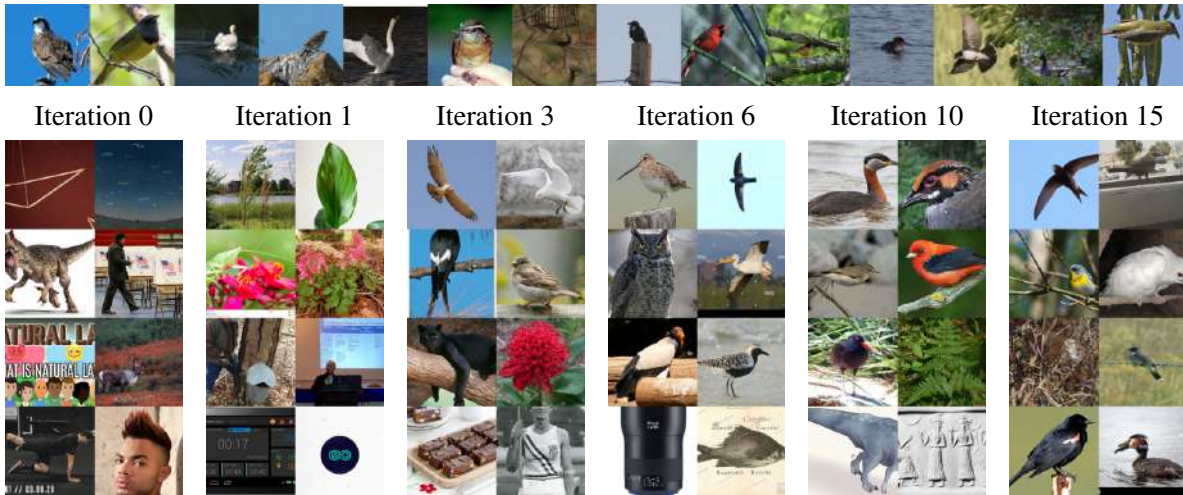 Iteration 0
Iteration 1
Iteration 3
Iteration 6
Iteration 10
Iteration 15
NATURAL LA
AT IS NATURAL LA
00:17